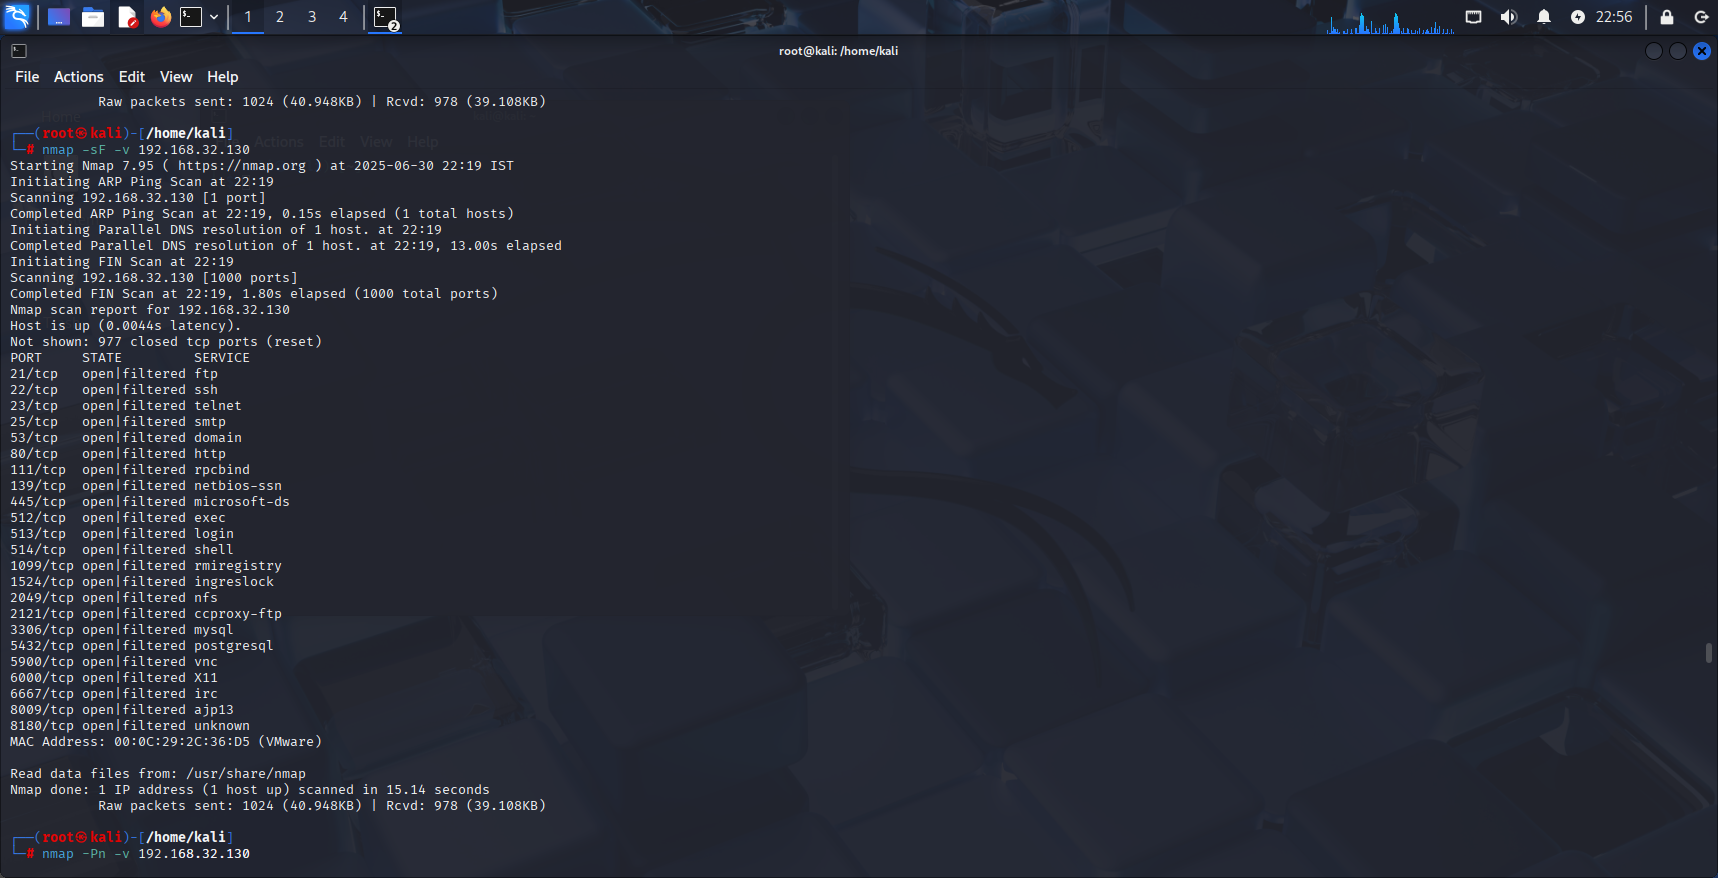 1 2 3 4 2 22:56
root@kali: /home/kali
File Actions Edit View Help
Raw packets sent: 1024 (40.948KB) | Rcvd: 978 (39.108KB)
┌──(root㉿kali)-[/home/kali]
└─# nmap -sF -v 192.168.32.130
Starting Nmap 7.95 ( https://nmap.org ) at 2025-06-30 22:19 IST
Initiating ARP Ping Scan at 22:19
Scanning 192.168.32.130 [1 port]
Completed ARP Ping Scan at 22:19, 0.15s elapsed (1 total hosts)
Initiating Parallel DNS resolution of 1 host. at 22:19
Completed Parallel DNS resolution of 1 host. at 22:19, 13.00s elapsed
Initiating FIN Scan at 22:19
Scanning 192.168.32.130 [1000 ports]
Completed FIN Scan at 22:19, 1.80s elapsed (1000 total ports)
Nmap scan report for 192.168.32.130
Host is up (0.0044s latency).
Not shown: 977 closed tcp ports (reset)
PORT     STATE         SERVICE
21/tcp   open|filtered ftp
22/tcp   open|filtered ssh
23/tcp   open|filtered telnet
25/tcp   open|filtered smtp
53/tcp   open|filtered domain
80/tcp   open|filtered http
111/tcp  open|filtered rpcbind
139/tcp  open|filtered netbios-ssn
445/tcp  open|filtered microsoft-ds
512/tcp  open|filtered exec
513/tcp  open|filtered login
514/tcp  open|filtered shell
1099/tcp open|filtered rmiregistry
1524/tcp open|filtered ingreslock
2049/tcp open|filtered nfs
2121/tcp open|filtered ccproxy-ftp
3306/tcp open|filtered mysql
5432/tcp open|filtered postgresql
5900/tcp open|filtered vnc
6000/tcp open|filtered X11
6667/tcp open|filtered irc
8009/tcp open|filtered ajp13
8180/tcp open|filtered unknown
MAC Address: 00:0C:29:2C:36:D5 (VMware)
Read data files from: /usr/share/nmap
Nmap done: 1 IP address (1 host up) scanned in 15.14 seconds
Raw packets sent: 1024 (40.948KB) | Rcvd: 978 (39.108KB)
┌──(root㉿kali)-[/home/kali]
└─# nmap -Pn -v 192.168.32.130